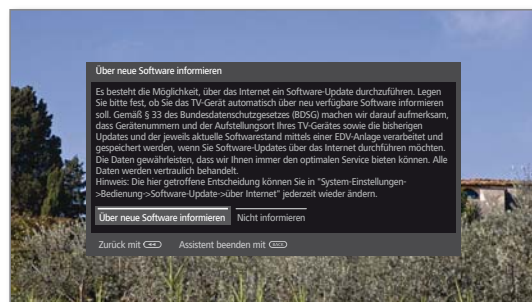 Über neue Software informieren
Es besteht die Möglichkeit, über das Internet ein Software-Update durchzuführen. Legen
Sie bitte fest, ob Sie das TV-Gerät automatisch über neu verfügbare Software informieren
soll. Gemäß § 33 des Bundesdatenschutzgesetzes (BDSG) machen wir darauf aufmerksam,
dass Gerätenummern und der Aufstellungsort Ihres TV-Gerätes sowie die bisherigen
Updates und der jeweils aktuelle Softwarestand mittels einer EDV-Anlage verarbeitet und
gespeichert werden, wenn Sie Software-Updates über das Internet durchführen möchten.
Die Daten gewährleisten, dass wir Ihnen immer den optimalen Service bieten können. Alle
Daten werden vertraulich behandelt.
Hinweis: Die hier getroffene Entscheidung können Sie in "System-Einstellungen-
>Bedienung->Software-Update->über Internet" jederzeit wieder ändern.
Über neue Software informieren Nicht informieren
Zurück mit Assistent beenden mit